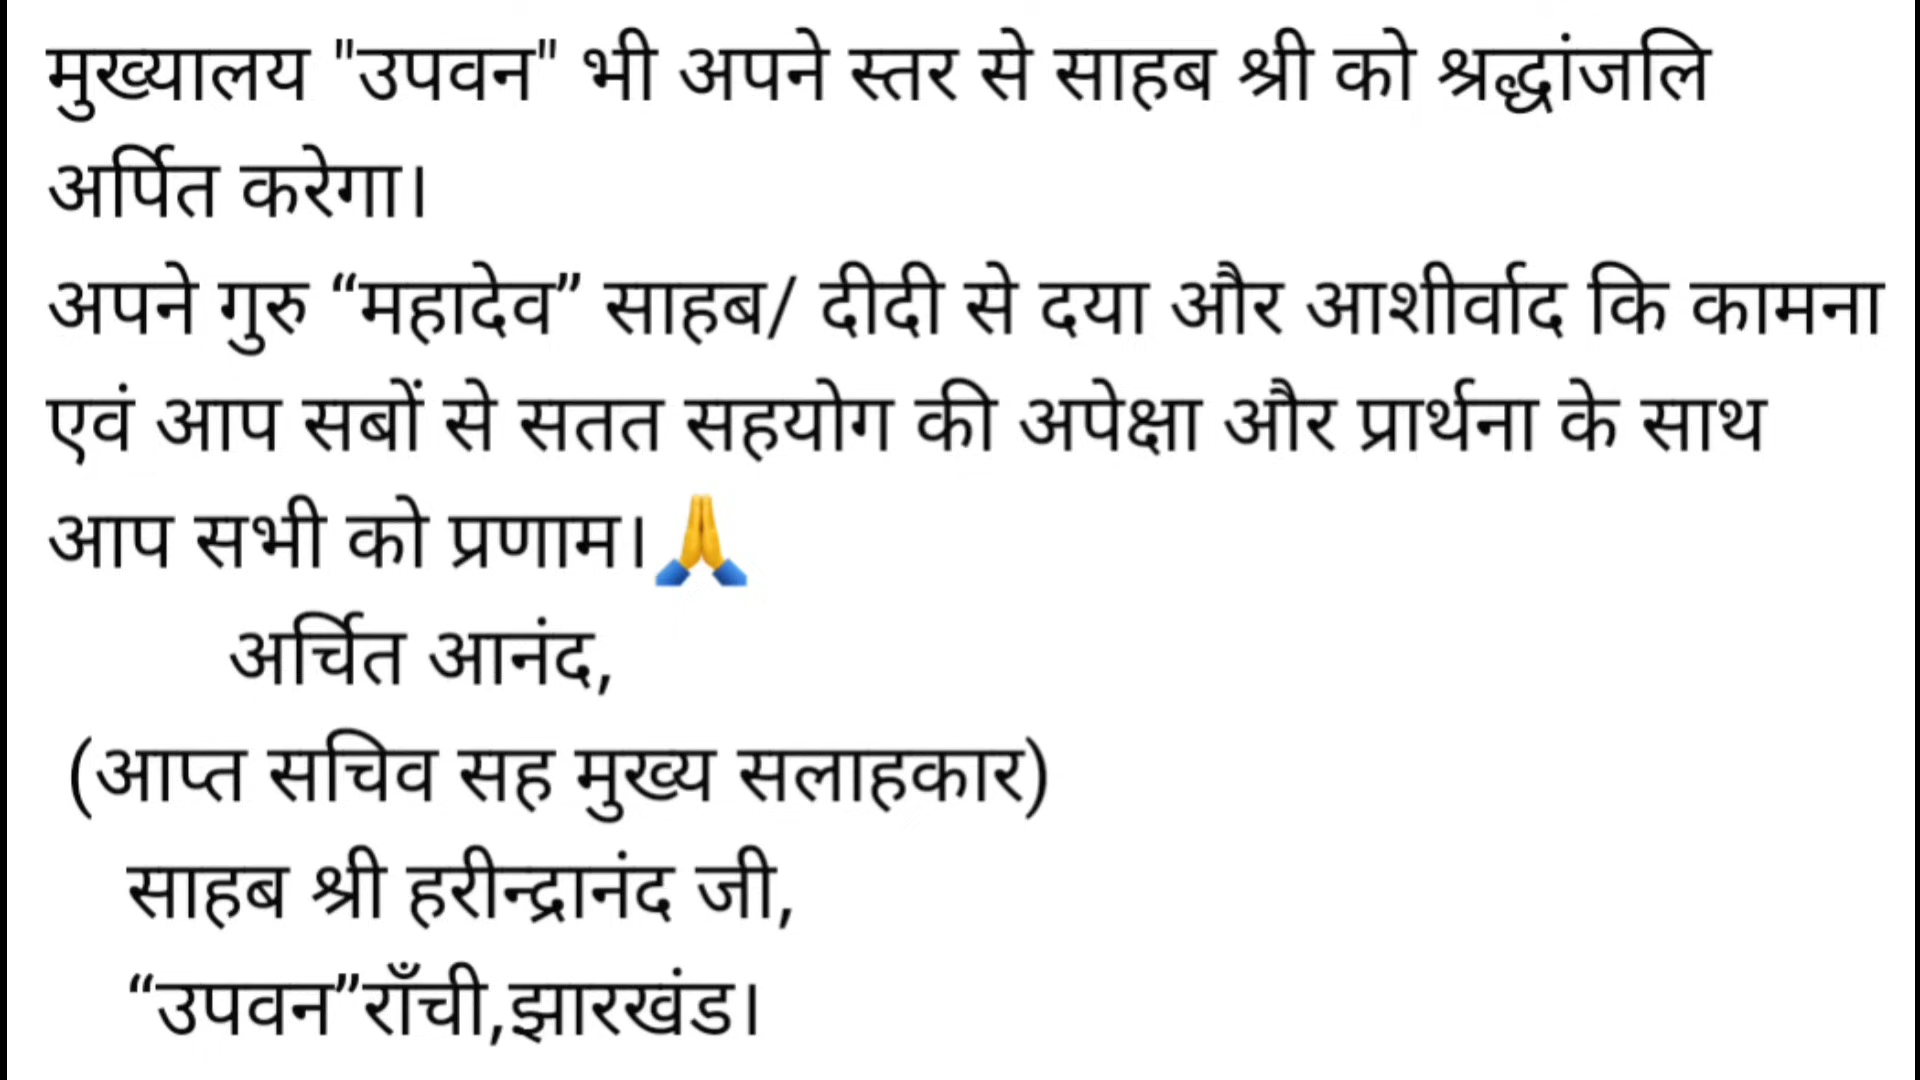 मुख्यालय "उपवन" भी अपने स्तर से साहब श्री को श्रद्धांजलि
अर्पित करेगा।
अपने गुरु “महादेव” साहब/ दीदी से दया और आशीर्वाद कि कामना
एवं आप सबों से सतत सहयोग की अपेक्षा और प्रार्थना के साथ
आप सभी को प्रणाम।🙏
अर्चित आनंद,
(आप्त सचिव सह मुख्य सलाहकार)
साहब श्री हरीन्द्रानंद जी,
“उपवन”राँची,झारखंड।